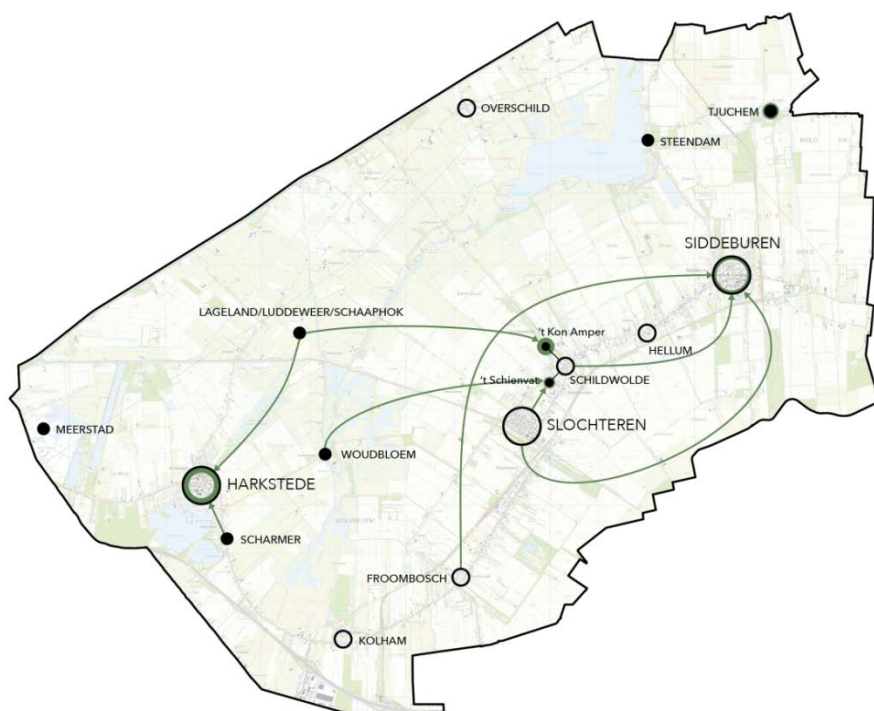 OVERSCHILD
TJUCHEM
STEENDAM
SIDDEBUREN
LAGELAND/LUDDEWEER/SCHAAPHOK
't Kon Amper
HELLUM
't Schienvat
SCHILDWOLDE
SLOCHTEREN
MEERSTAD
WOUDBLOEM
HARKSTEDE
SCHARMER
FROOMBOSCH
KOLHAM